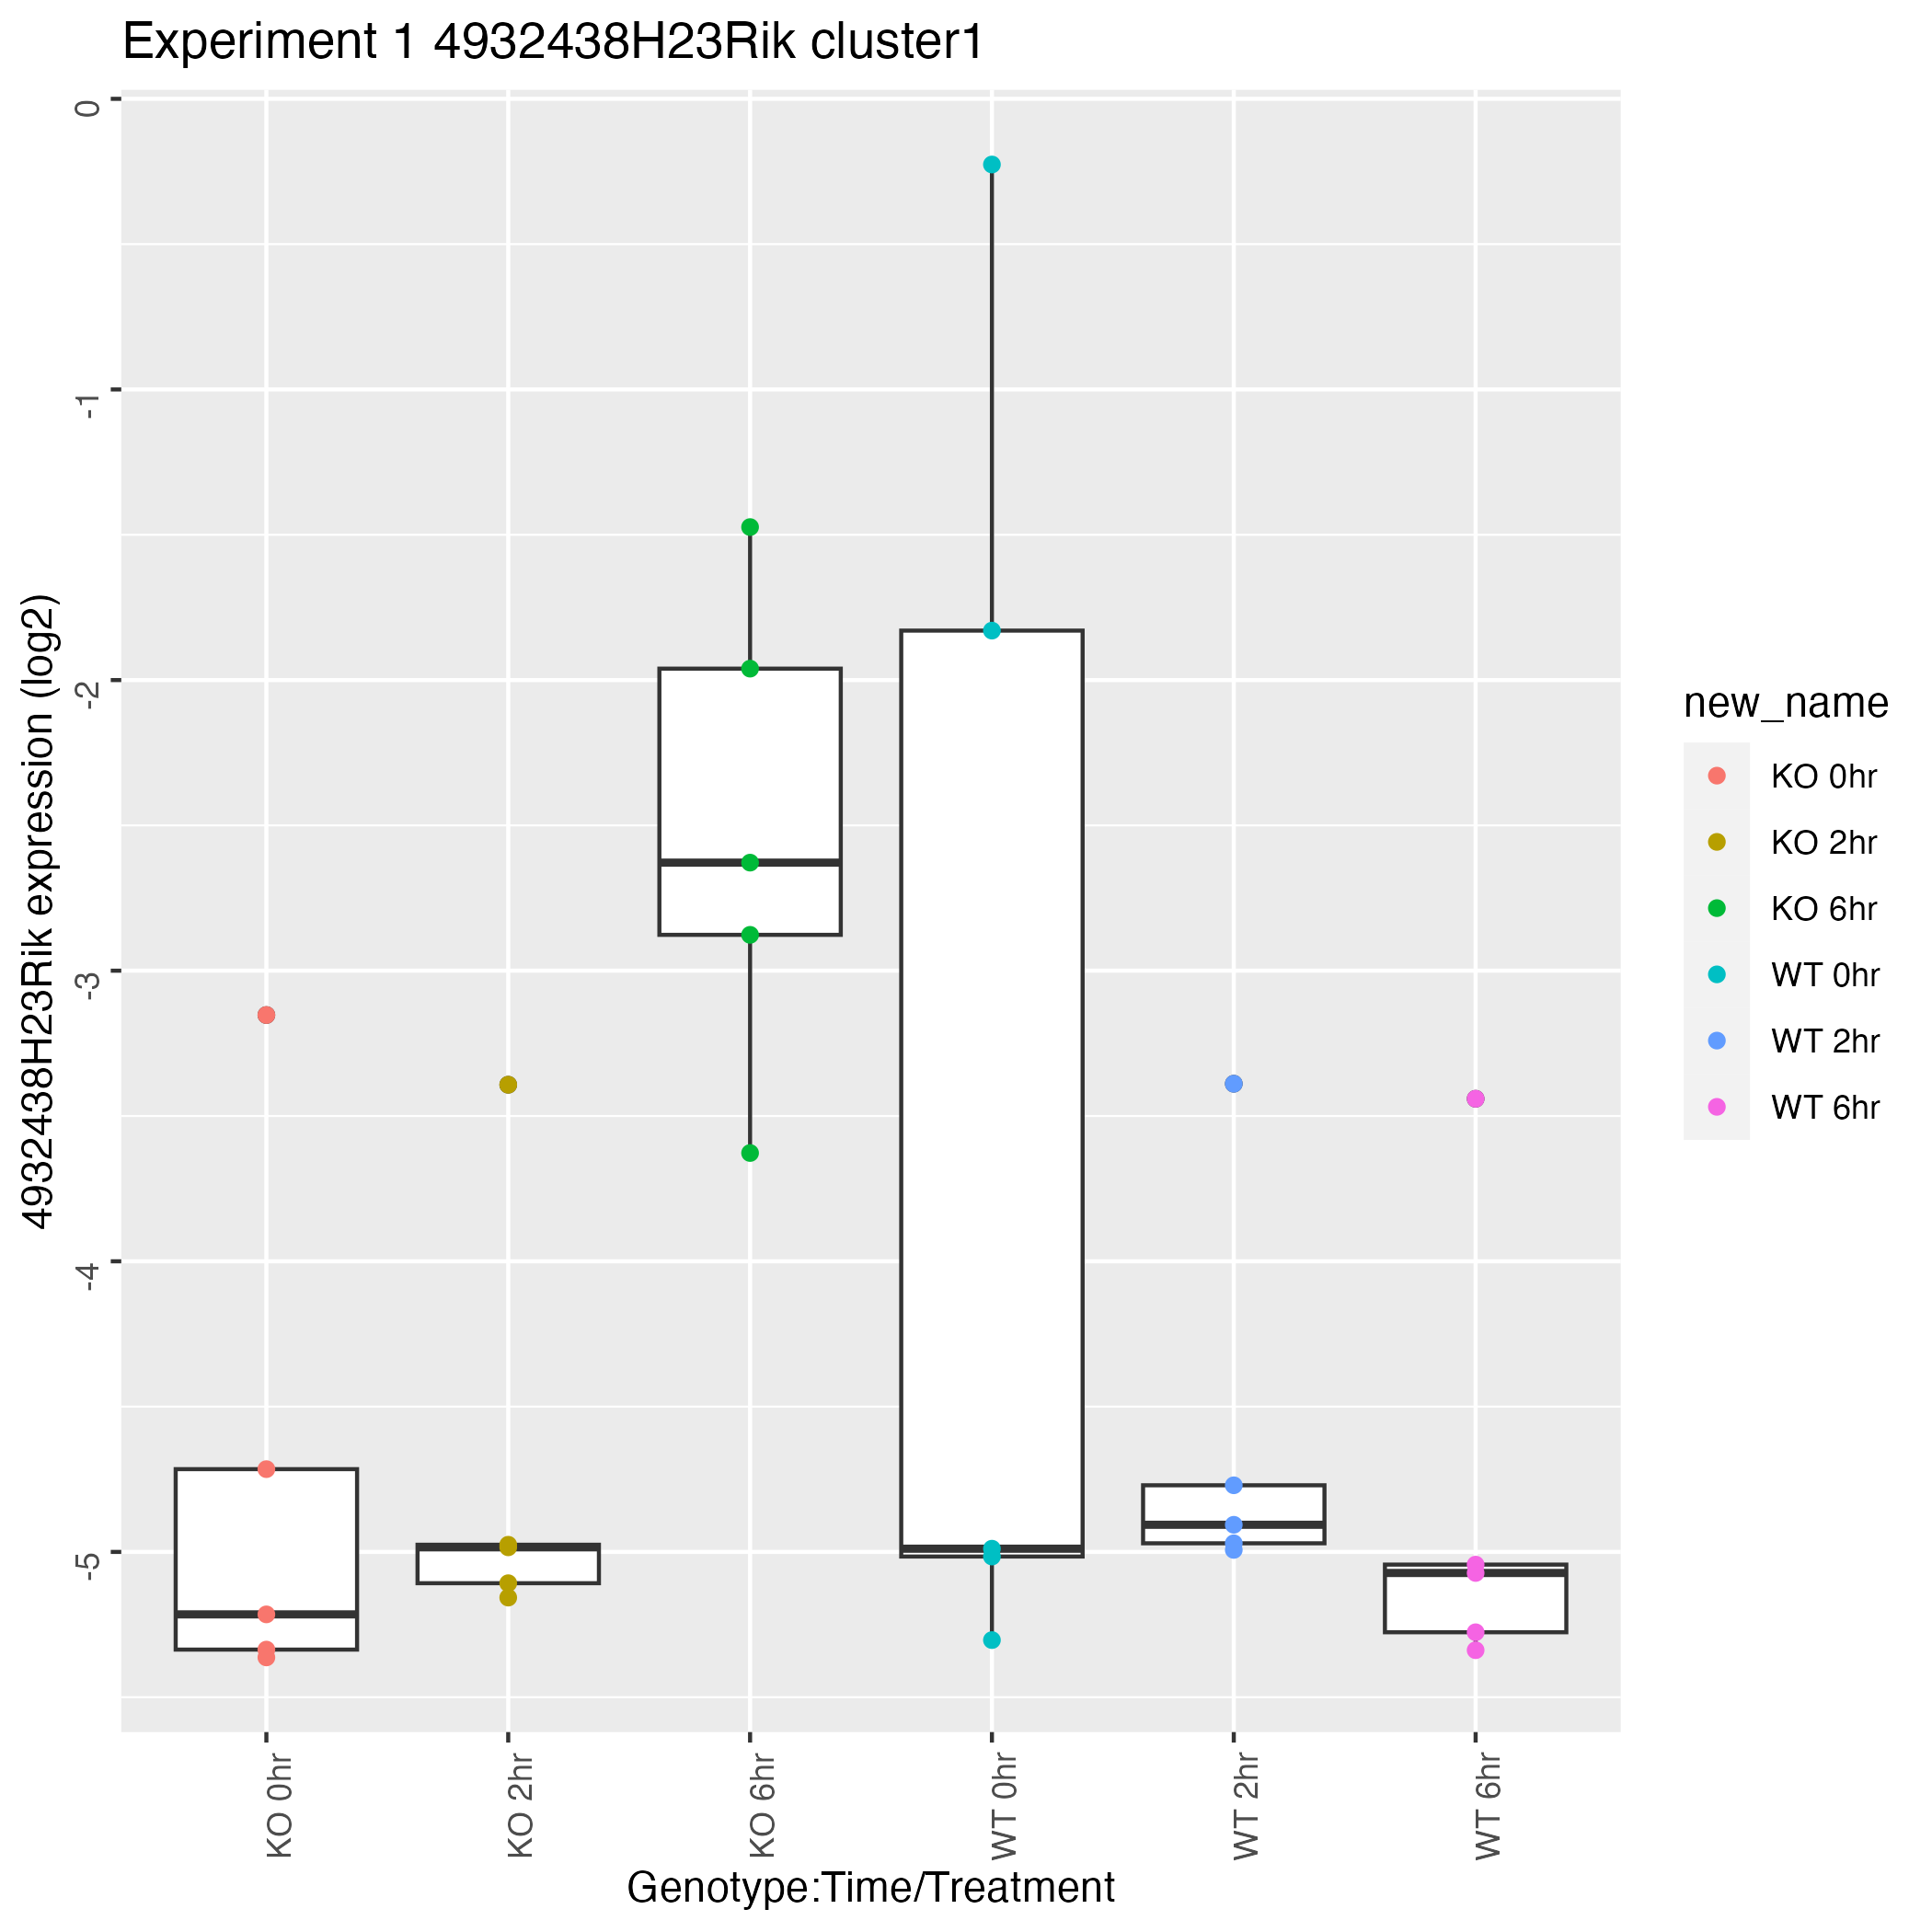 Experiment 1 4932438H23Rik cluster1
4932438H23Rik expression (log2)
0
-1
-2
-3
-4
-5
KO 0hr
KO 2hr
KO 6hr
WT 0hr
WT 2hr
WT 6hr
Genotype:Time/Treatment
new_name
KO 0hr
KO 2hr
KO 6hr
WT 0hr
WT 2hr
WT 6hr